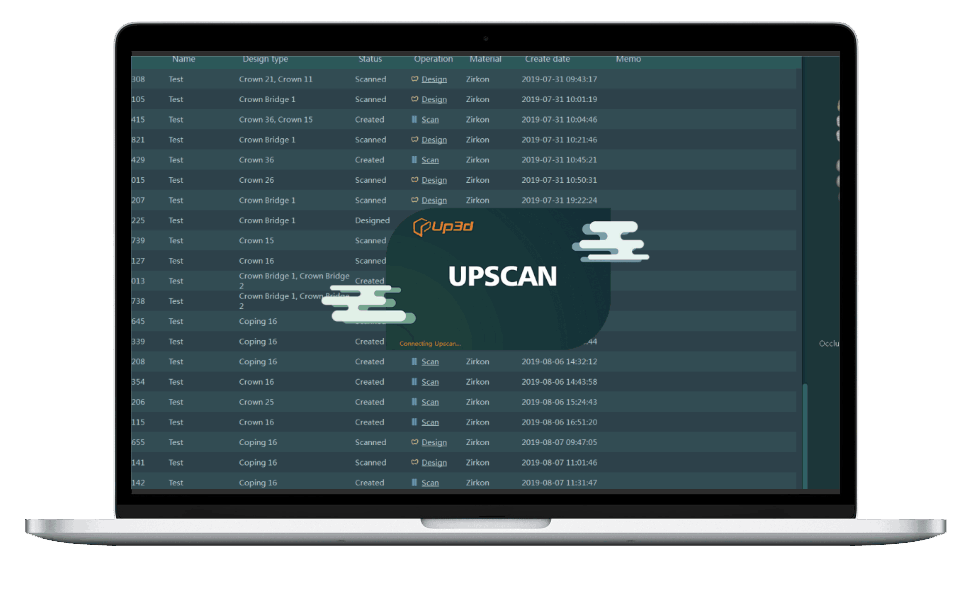 Name Design type Status Operation Material Create date Memo
308 Test Crown 21, Crown 11 Scanned Design Zirkon 2019-07-31 09:43:17
105 Test Crown Bridge 1 Scanned Design Zirkon 2019-07-31 10:01:19
415 Test Crown 36, Crown 15 Created Scan Zirkon 2019-07-31 10:04:46
821 Test Crown Bridge 1 Scanned Design Zirkon 2019-07-31 10:21:46
429 Test Crown 36 Created Scan Zirkon 2019-07-31 10:45:21
015 Test Crown 26 Scanned Design Zirkon 2019-07-31 10:50:31
207 Test Crown Bridge 1 Scanned Design Zirkon 2019-07-31 19:22:24
225 Test Crown Bridge 1 Designed
Up3d
739 Test Crown 15 Scanned
127 Test Crown 16 Scanned
UPSCAN
013 Test Crown Bridge 1, Crown Bridge 2 Created
738 Test Crown Bridge 1, Crown 2
645 Test Coping 16
339 Test Coping 16 Created :44
Connecting Upscan...
Occlu
208 Test Coping 16 Created Scan Zirkon 2019-08-06 14:32:12
354 Test Crown 16 Created Scan Zirkon 2019-08-06 14:43:58
206 Test Crown 25 Created Scan Zirkon 2019-08-06 15:24:43
115 Test Crown 16 Created Scan Zirkon 2019-08-06 16:51:20
655 Test Coping 16 Scanned Design Zirkon 2019-08-07 09:47:05
141 Test Coping 16 Scanned Design Zirkon 2019-08-07 11:01:46
142 Test Coping 16 Created Scan Zirkon 2019-08-07 11:31:47